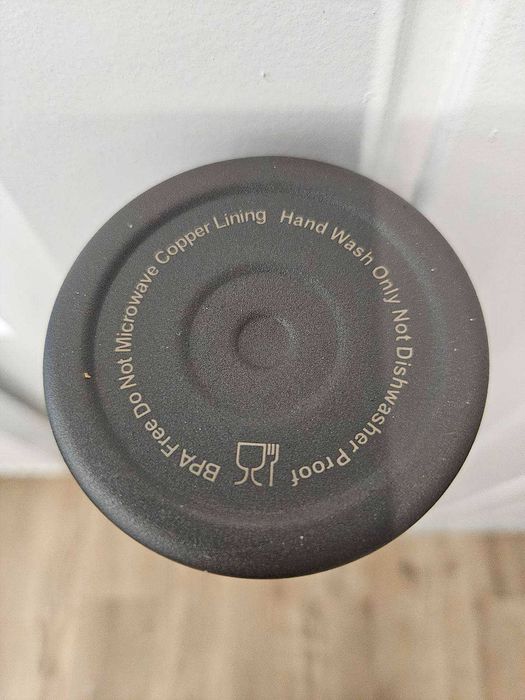 BPA Free Do Not Microwave Copper Lining Hand Wash Only Not Dishwasher Proof